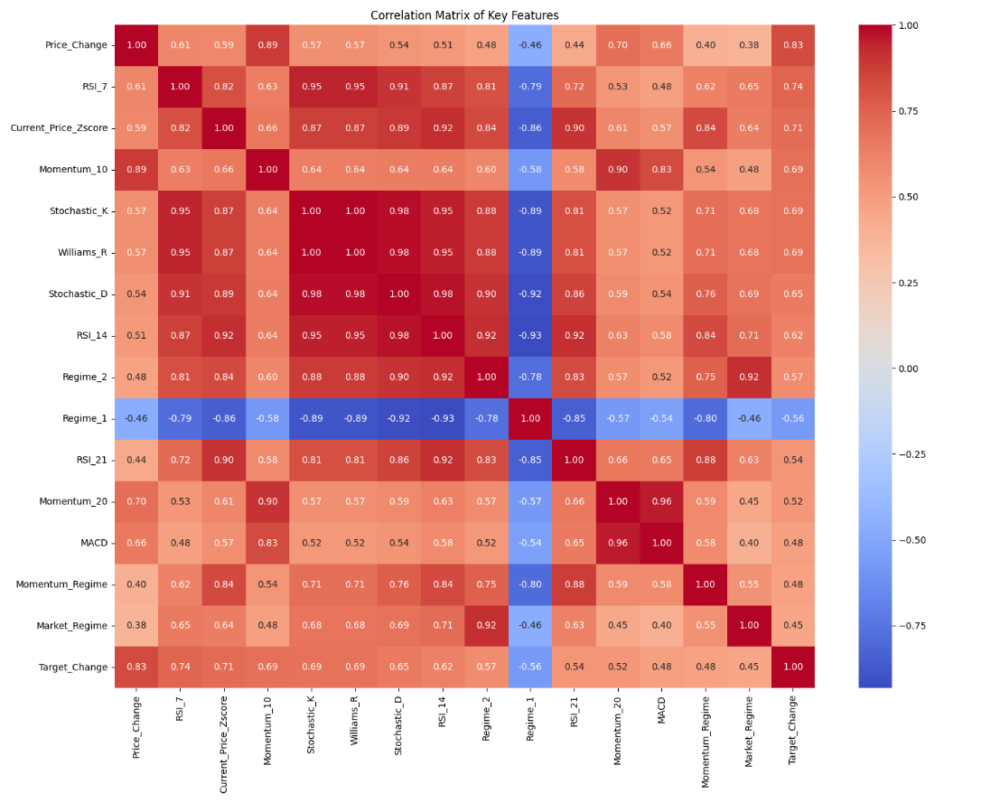 Correlation Matrix of Key Features
Price_Change 1.00 0.61 0.59 0.89 0.57 0.57 0.54 0.51 0.48 -0.46 0.44 0.70 0.66 0.40 0.38 0.83
RSI_7 0.61 1.00 0.82 0.63 0.95 0.95 0.91 0.87 0.81 -0.79 0.72 0.53 0.48 0.62 0.65 0.74
Current_Price_Zscore 0.59 0.82 1.00 0.66 0.87 0.87 0.89 0.92 0.84 -0.86 0.90 0.61 0.57 0.84 0.64 0.71
Momentum_10 0.89 0.63 0.66 1.00 0.64 0.64 0.64 0.64 0.60 -0.58 0.58 0.90 0.83 0.54 0.48 0.69
Stochastic_K 0.57 0.95 0.87 0.64 1.00 1.00 0.98 0.95 0.88 -0.89 0.81 0.57 0.52 0.71 0.68 0.69
Williams_R 0.57 0.95 0.87 0.64 1.00 1.00 0.98 0.95 0.88 -0.89 0.81 0.57 0.52 0.71 0.68 0.69
Stochastic_D 0.54 0.91 0.89 0.64 0.98 0.98 1.00 0.98 0.90 -0.92 0.86 0.59 0.54 0.76 0.69 0.65
RSI_14 0.51 0.87 0.92 0.64 0.95 0.95 0.98 1.00 0.92 -0.93 0.92 0.63 0.58 0.84 0.71 0.62
Regime_2 0.48 0.81 0.84 0.60 0.88 0.88 0.90 0.92 1.00 -0.78 0.83 0.57 0.52 0.75 0.92 0.57
Regime_1 -0.46 -0.79 -0.86 -0.58 -0.89 -0.89 -0.92 -0.93 -0.78 1.00 -0.85 -0.57 -0.54 -0.80 -0.46 -0.56
RSI_21 0.44 0.72 0.90 0.58 0.81 0.81 0.86 0.92 0.83 -0.85 1.00 0.66 0.65 0.88 0.63 0.54
Momentum_20 0.70 0.53 0.61 0.90 0.57 0.57 0.59 0.63 0.57 -0.57 0.66 1.00 0.96 0.59 0.45 0.52
MACD 0.66 0.48 0.57 0.83 0.52 0.52 0.54 0.58 0.52 -0.54 0.65 0.96 1.00 0.58 0.40 0.48
Momentum_Regime 0.40 0.62 0.84 0.54 0.71 0.71 0.76 0.84 0.75 -0.80 0.88 0.59 0.58 1.00 0.55 0.48
Market_Regime 0.38 0.65 0.64 0.48 0.68 0.68 0.69 0.71 0.92 -0.46 0.63 0.45 0.40 0.55 1.00 0.45
Target_Change 0.83 0.74 0.71 0.69 0.69 0.69 0.65 0.62 0.57 -0.56 0.54 0.52 0.48 0.48 0.45 1.00
Price_Change
RSI_7
Current_Price_Zscore
Momentum_10
Stochastic_K
Williams_R
Stochastic_D
RSI_14
Regime_2
Regime_1
RSI_21
Momentum_20
MACD
Momentum_Regime
Market_Regime
Target_Change
1.00
0.75
0.50
0.25
0.00
−0.25
−0.50
−0.75